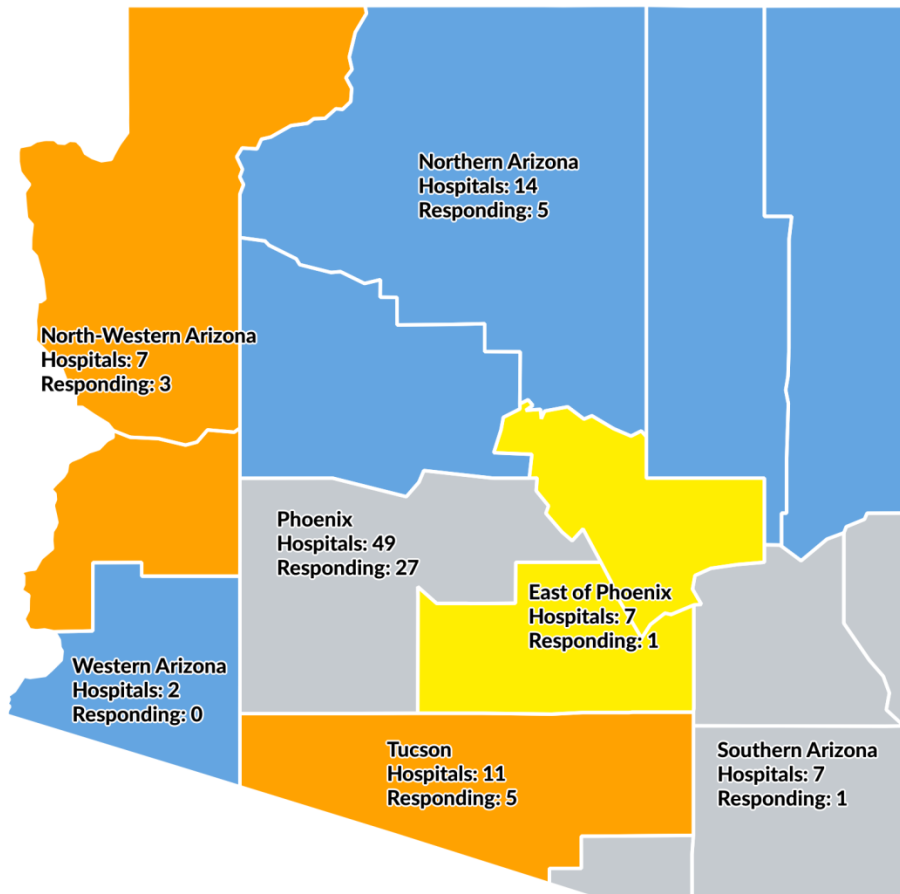 Northern Arizona
Hospitals: 14
Responding: 5
North-Western Arizona
Hospitals: 7
Responding: 3
Phoenix
Hospitals: 49
Responding: 27
East of Phoenix
Hospitals: 7
Responding: 1
Western Arizona
Hospitals: 2
Responding: 0
Tucson
Hospitals: 11
Responding: 5
Southern Arizona
Hospitals: 7
Responding: 1